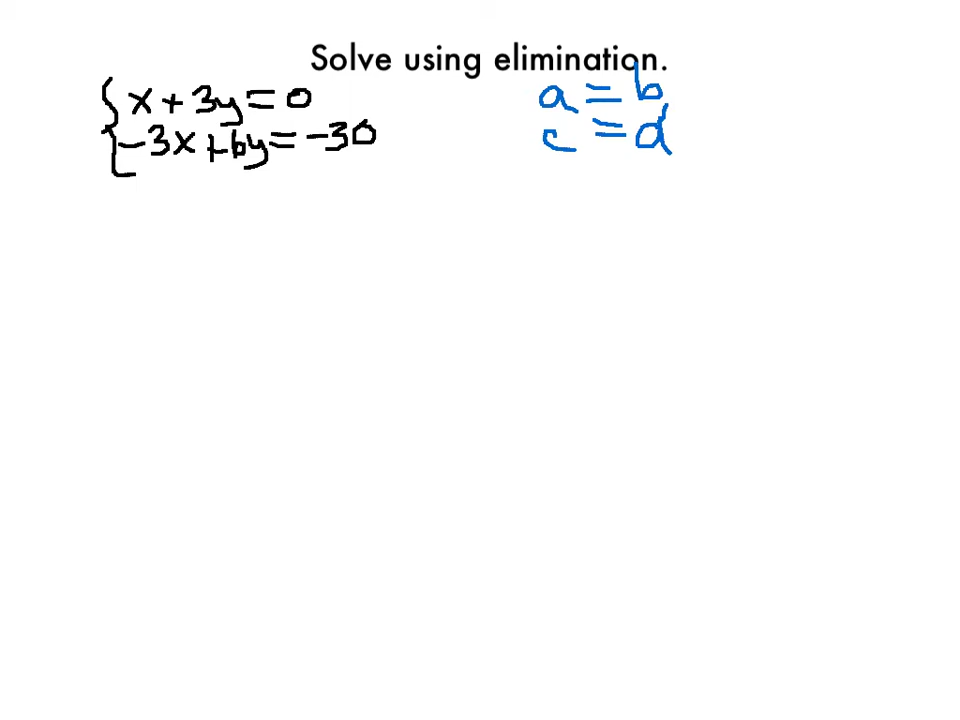 Solve using elimination.
x + 3y = 0
-3x + 6y = -30
a = b
c = d